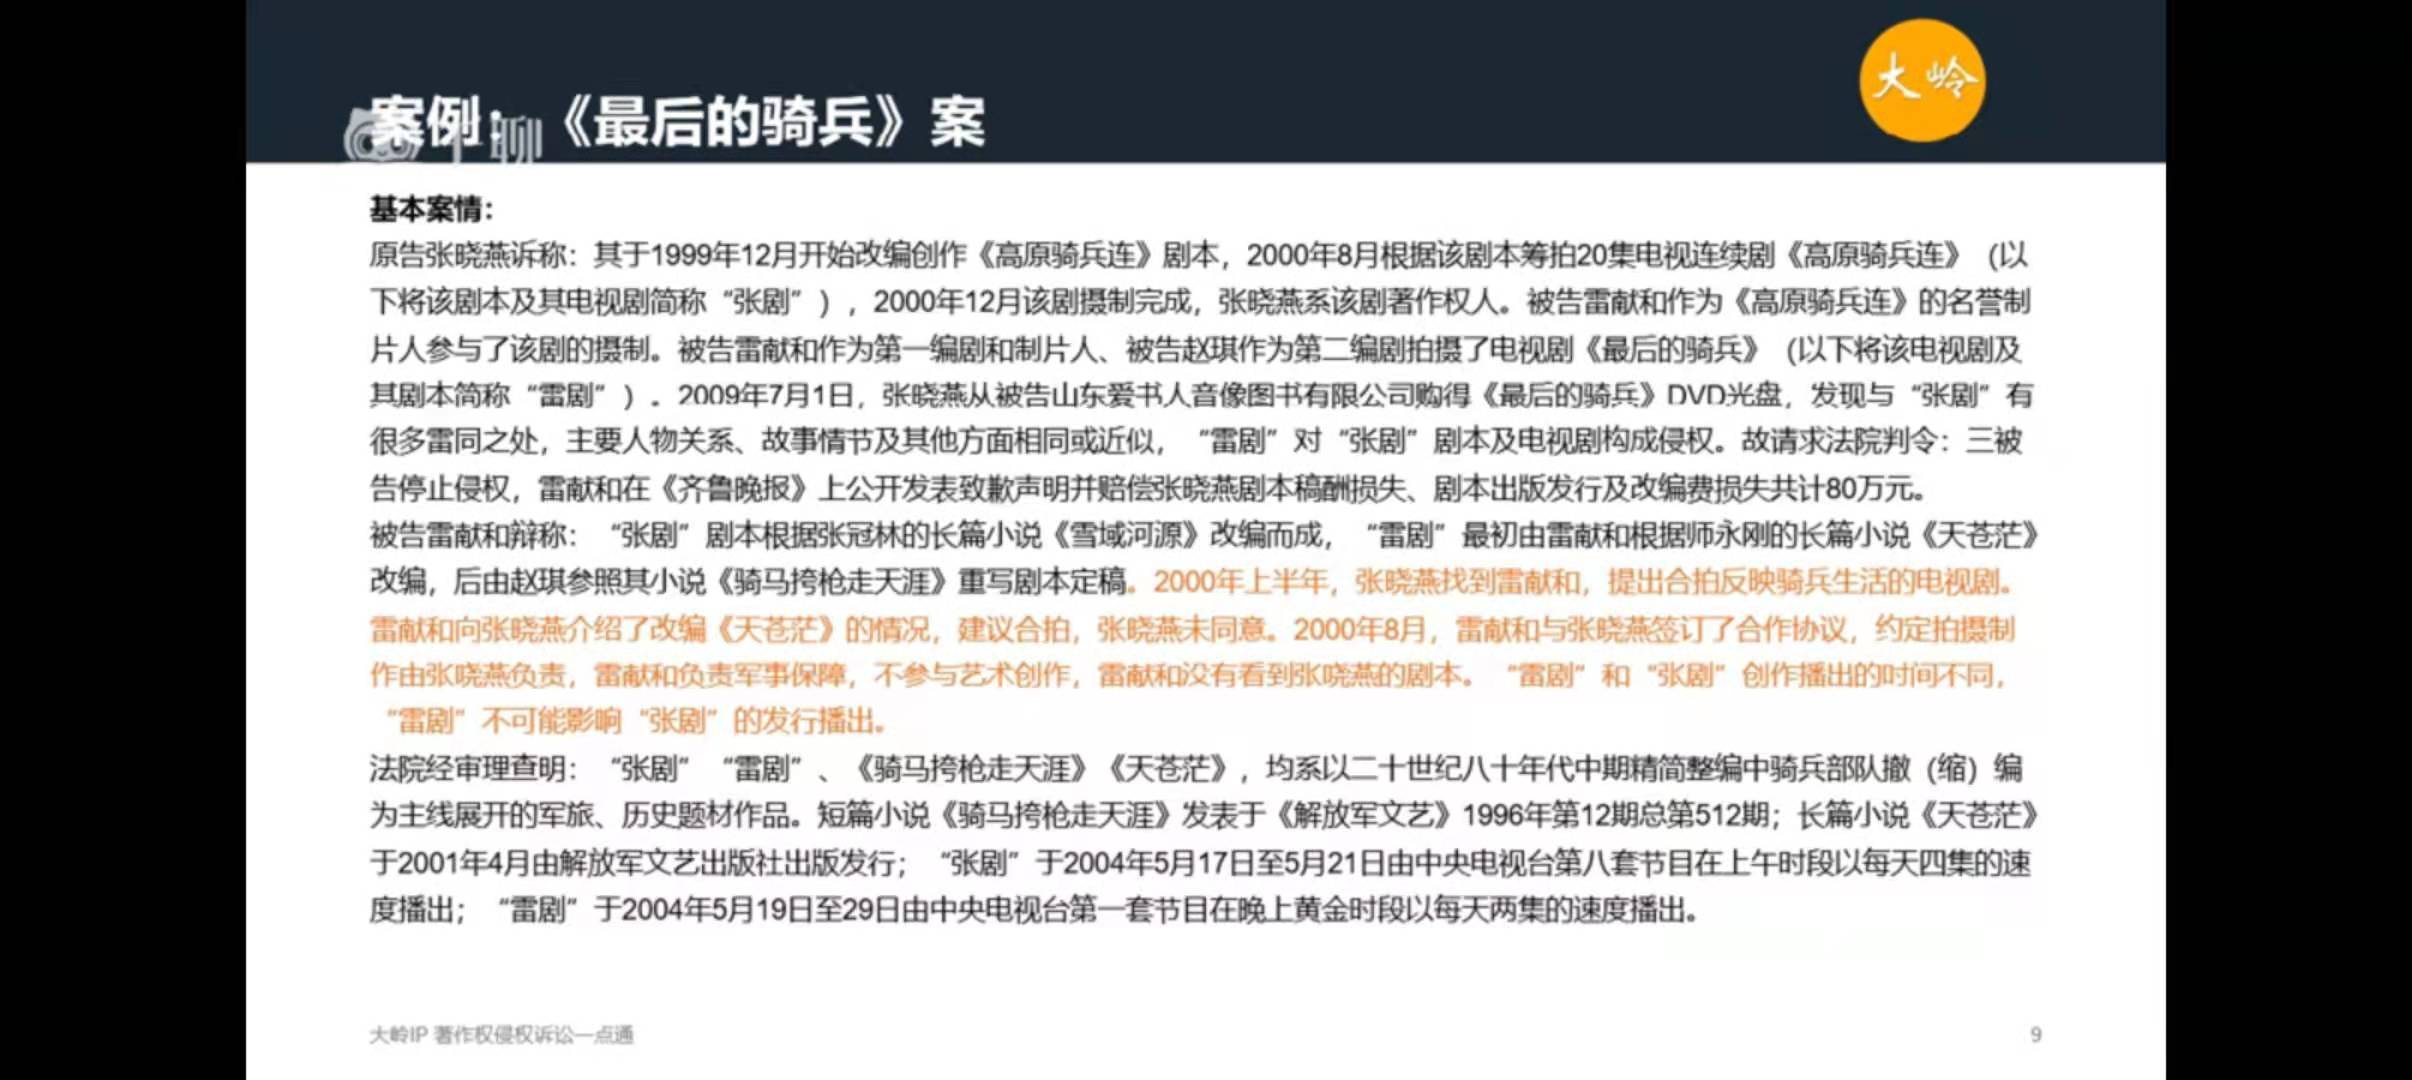 大岭
案例：《最后的骑兵》案
聊
基本案情：
原告张晓燕诉称：其于1999年12月开始改编创作《高原骑兵连》剧本，2000年8月根据该剧本筹拍20集电视连续剧《高原骑兵连》（以
下将该剧本及其电视剧简称“张剧”），2000年12月该剧摄制完成，张晓燕系该剧著作权人。被告雷献和作为《高原骑兵连》的名誉制
片人参与了该剧的摄制。被告雷献和作为第一编剧和制片人、被告赵琪作为第二编剧拍摄了电视剧《最后的骑兵》（以下将该电视剧及
其剧本简称“雷剧”）。2009年7月1日，张晓燕从被告山东爱书人音像图书有限公司购得《最后的骑兵》DVD光盘，发现与“张剧”有
很多雷同之处，主要人物关系、故事情节及其他方面相同或近似，“雷剧”对“张剧”剧本及电视剧构成侵权。故请求法院判令：三被
告停止侵权，雷献和在《齐鲁晚报》上公开发表致歉声明并赔偿张晓燕剧本稿酬损失、剧本出版发行及改编费损失共计80万元。
被告雷献和辩称：“张剧”剧本根据张冠林的长篇小说《雪域河源》改编而成，“雷剧”最初由雷献和根据师永刚的长篇小说《天苍茫》
改编，后由赵琪参照其小说《骑马挎枪走天涯》重写剧本定稿。2000年上半年，张晓燕找到雷献和，提出合拍反映骑兵生活的电视剧。
雷献和向张晓燕介绍了改编《天苍茫》的情况，建议合拍，张晓燕未同意。2000年8月，雷献和与张晓燕签订了合作协议，约定拍摄制
作由张晓燕负责，雷献和负责军事保障，不参与艺术创作，雷献和没有看到张晓燕的剧本。“雷剧”和“张剧”创作播出的时间不同，
“雷剧”不可能影响“张剧”的发行播出。
法院经审理查明：“张剧”“雷剧”、《骑马挎枪走天涯》《天苍茫》，均系以二十世纪八十年代中期精简整编中骑兵部队撤（缩）编
为主线展开的军旅、历史题材作品。短篇小说《骑马挎枪走天涯》发表于《解放军文艺》1996年第12期总第512期；长篇小说《天苍茫》
于2001年4月由解放军文艺出版社出版发行；“张剧”于2004年5月17日至5月21日由中央电视台第八套节目在上午时段以每天四集的速
度播出；“雷剧”于2004年5月19日至29日由中央电视台第一套节目在晚上黄金时段以每天两集的速度播出。
大岭IP 著作权侵权诉讼一点通
9